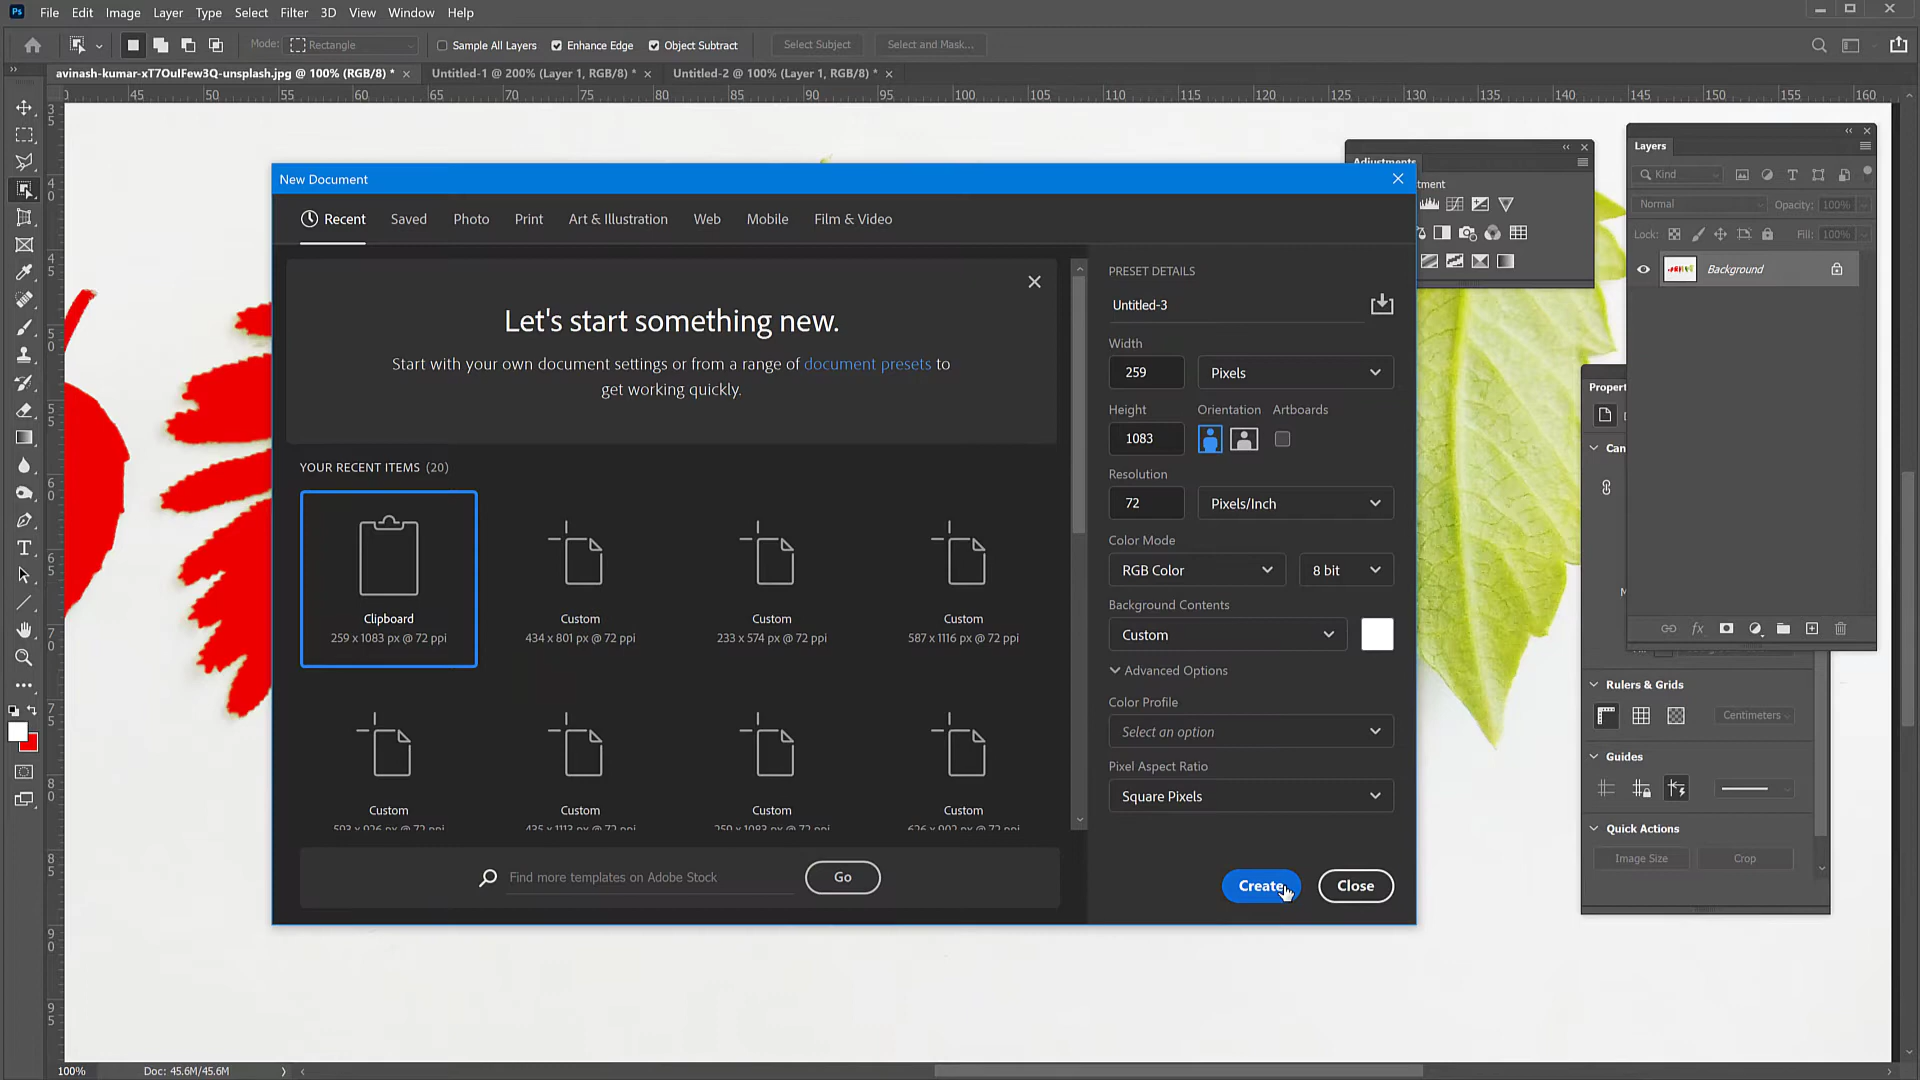 Ps File Edit Image Layer Type Select Filter 3D View Window Help
Mode: Rectangle Sample All Layers Enhance Edge Object Subtract Select Subject Select and Mask...
avinash-kumar-xT7OuIFew3Q-unsplash.jpg @ 100% (RGB/8) * Untitled-1 @ 200% (Layer 1, RGB/8) * Untitled-2 @ 100% (Layer 1, RGB/8) *
45 50 55 60 65 70 75 80 85 90 95 100 105 110 115 120 125 130 135 140 145 150 155 160
New Document
Recent Saved Photo Print Art & Illustration Web Mobile Film & Video
Let's start something new.
Start with your own document settings or from a range of document presets to
get working quickly.
YOUR RECENT ITEMS (20)
Clipboard
259 x 1083 px @ 72 ppi
Custom
434 x 801 px @ 72 ppi
Custom
233 x 574 px @ 72 ppi
Custom
587 x 1116 px @ 72 ppi
Custom
593 x 926 px @ 72 ppi
Custom
435 x 1113 px @ 72 ppi
Custom
259 x 1083 px @ 72 ppi
Custom
626 x 902 px @ 72 ppi
Find more templates on Adobe Stock Go
PRESET DETAILS
Untitled-3
Width
259 Pixels
Height Orientation Artboards
1083
Resolution
72 Pixels/Inch
Color Mode
RGB Color 8 bit
Background Contents
Custom
Advanced Options
Color Profile
Select an option
Pixel Aspect Ratio
Square Pixels
Create Close
Adjustments
Layers
Kind
Normal Opacity: 100%
Lock: Fill: 100%
Background
fx
Rulers & Grids
Centimeters
Guides
Quick Actions
Image Size Crop
100% Doc: 45.6M/45.6M